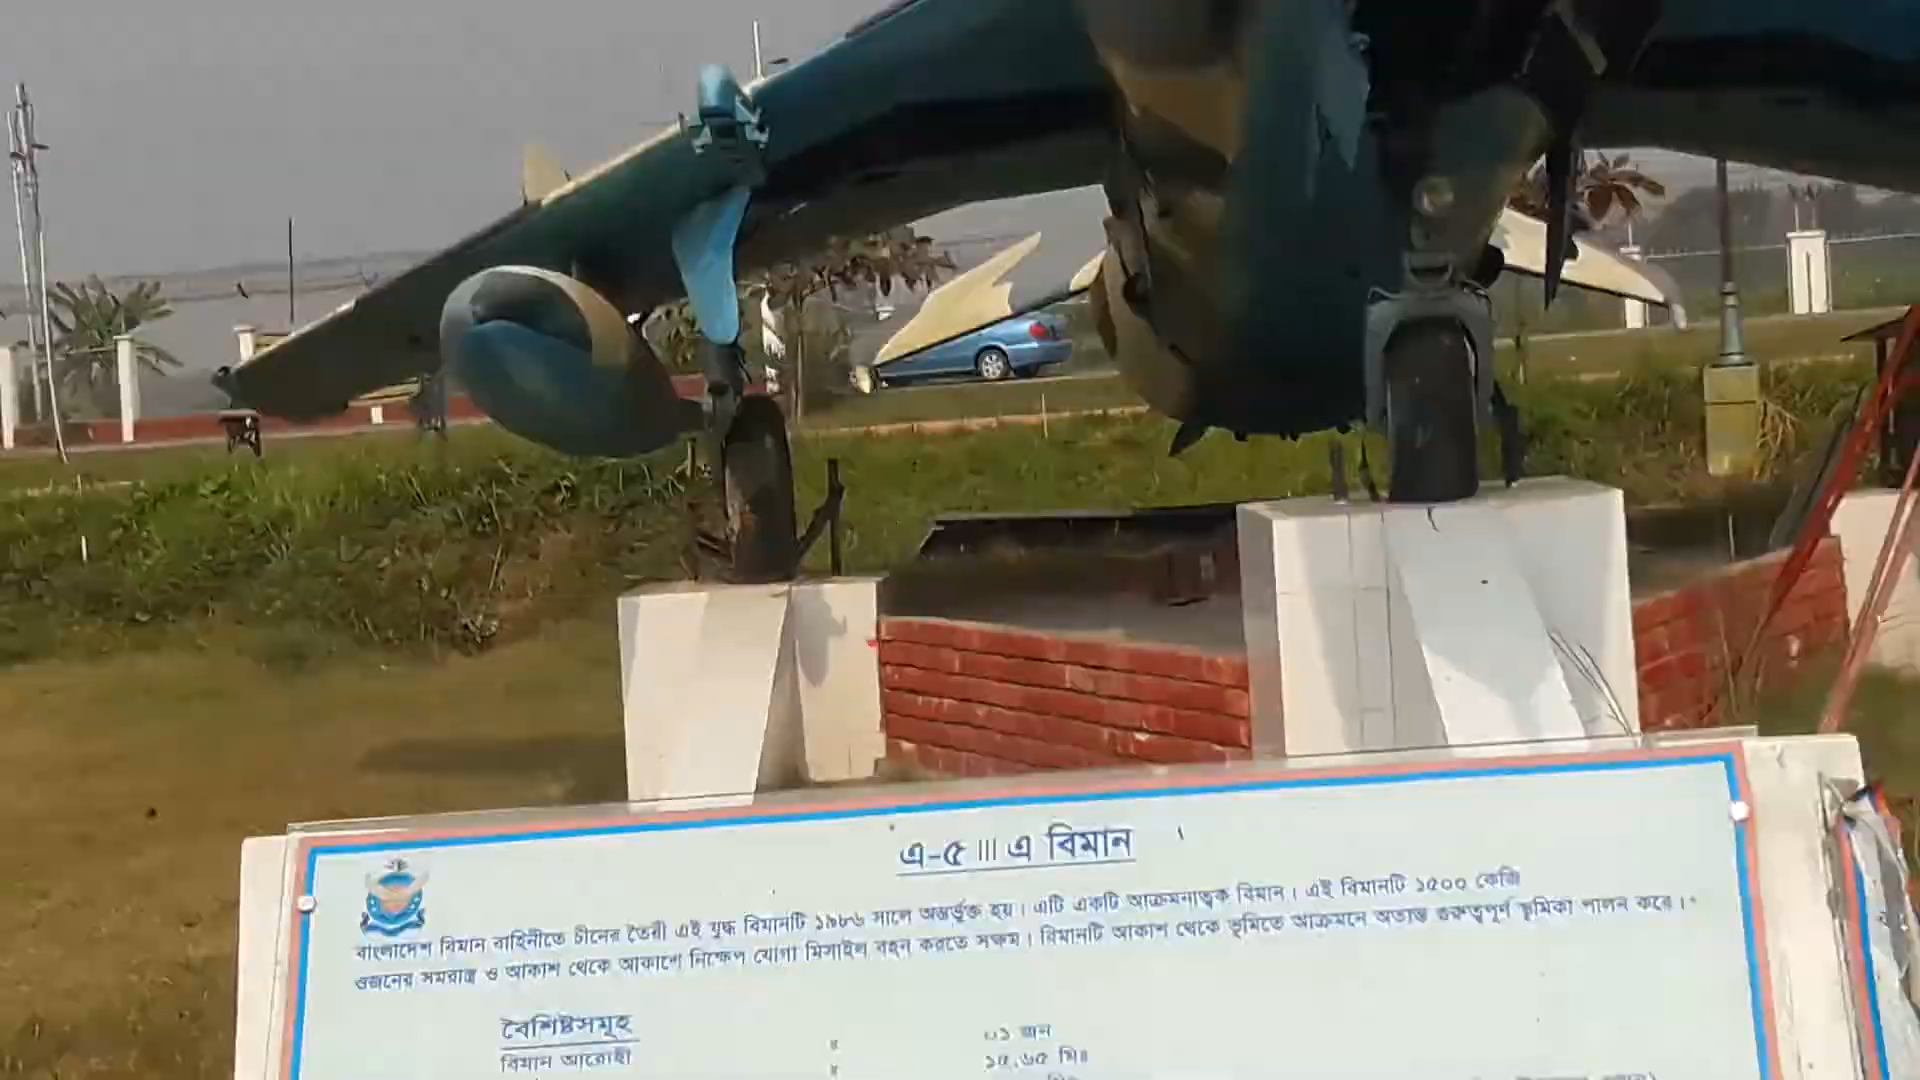 এ-৫ III এ বিমান
বাংলাদেশ বিমান বাহিনীতে চীনের তৈরী এই যুদ্ধ বিমানটি ১৯৮৬ সালে অন্তর্ভূক্ত হয়। এটি একটি আক্রমনাত্বক বিমান। এই বিমানটি ১৫০০ কেজি
ওজনের সমরাস্ত্র ও আকাশ থেকে আকাশে নিক্ষেপ যোগ্য মিসাইল বহন করতে সক্ষম। বিমানটি আকাশ থেকে ভূমিতে আক্রমনে অত্যন্ত গুরুত্বপূর্ণ ভূমিকা পালন করে।
বৈশিষ্টসমূহ
বিমান আরোহী : ০১ জন
১৫.৬৫ মিঃ